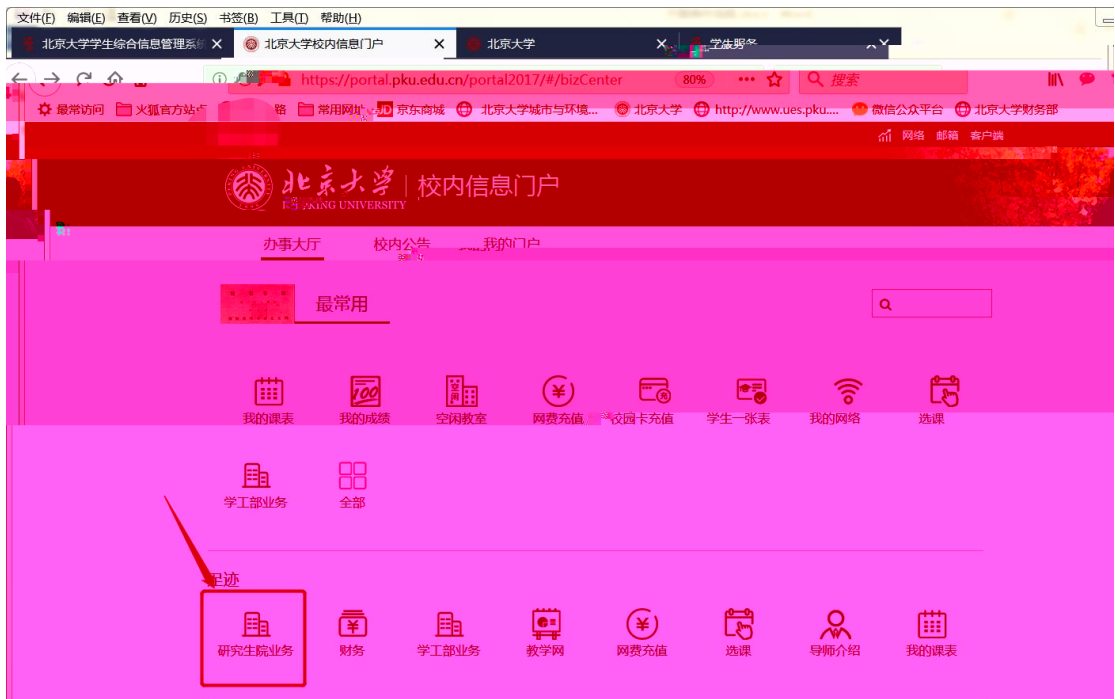 文件(F) 编辑(E) 查看(V) 历史(S) 书签(B) 工具(T) 帮助(H)
北京大学学生综合信息管理系统 北京大学校内信息门户 北京大学
https://portal.pku.edu.cn/portal2017/#/bizCenter 80% 搜索
最常访问 火狐官方站点 常用网址 京东商城 北京大学城市与环境... 北京大学 http://www.ues.pku.... 微信公众平台 北京大学财务部
网络 邮箱 客户端
北京大学 校内信息门户
PEKING UNIVERSITY
办事大厅 校内公告 我的门户
最常用
我的课表 我的成绩 空闲教室 网费充值 校园卡充值 学生一张表 我的网络 选课
学工部业务 全部
足迹
研究生院业务 财务 学工部业务 教学网 网费充值 选课 导师介绍 我的课表